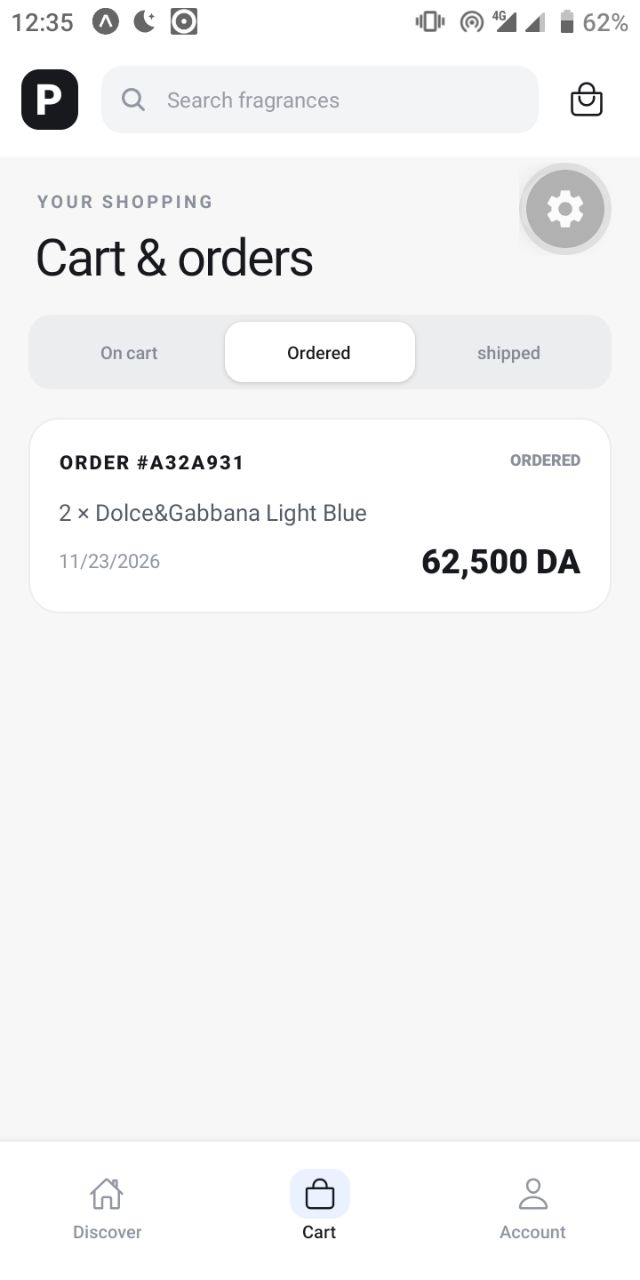 12:35 4G 62%
P Search fragrances
YOUR SHOPPING
Cart & orders
On cart Ordered shipped
ORDER #A32A931 ORDERED
2 × Dolce&Gabbana Light Blue
11/23/2026 62,500 DA
Discover Cart Account